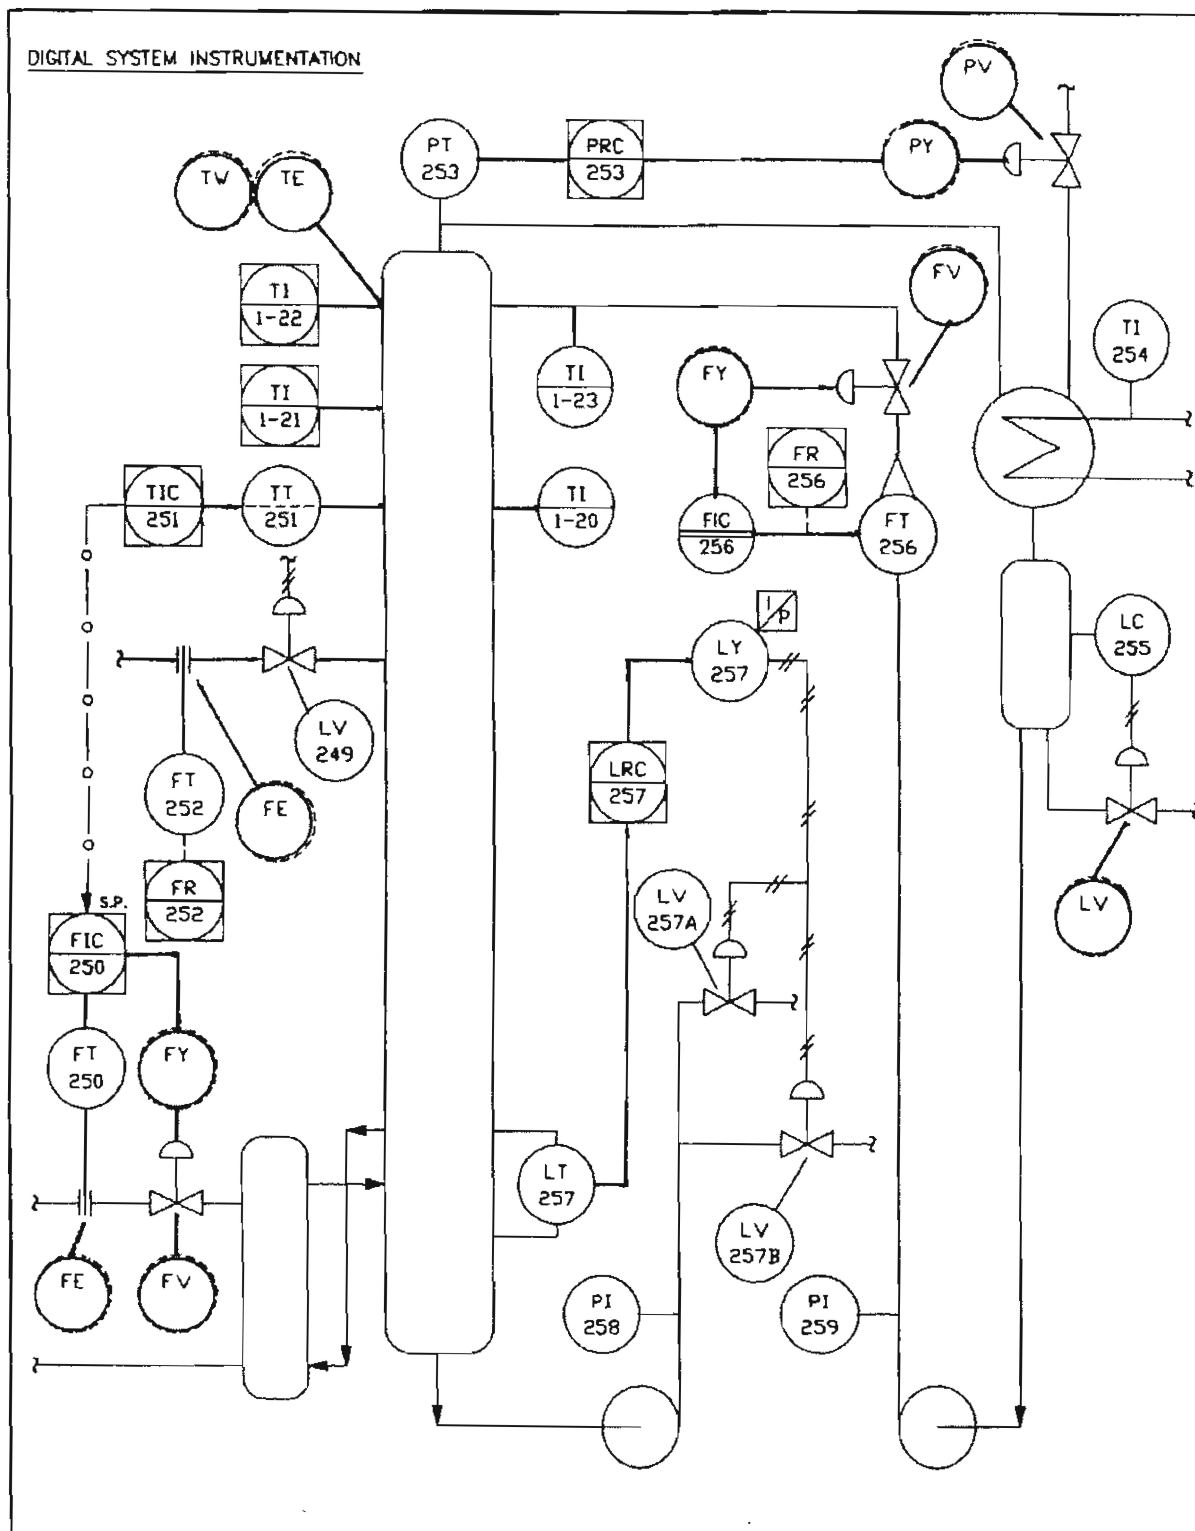 DIGITAL SYSTEM INSTRUMENTATION
PV
PT
253
PRC
253
PY
TW
TE
FV
TI
1-22
TI
254
TI
1-21
TI
1-23
FY
FR
256
TIC
251
TT
251
TI
1-20
FIC
256
FT
256
I
P
LY
257
LC
255
LV
249
FT
252
FE
LRC
257
FR
252
LV
257A
LV
S.P.
FIC
250
FT
250
FY
LT
257
LV
257B
FE
FV
PI
258
PI
259